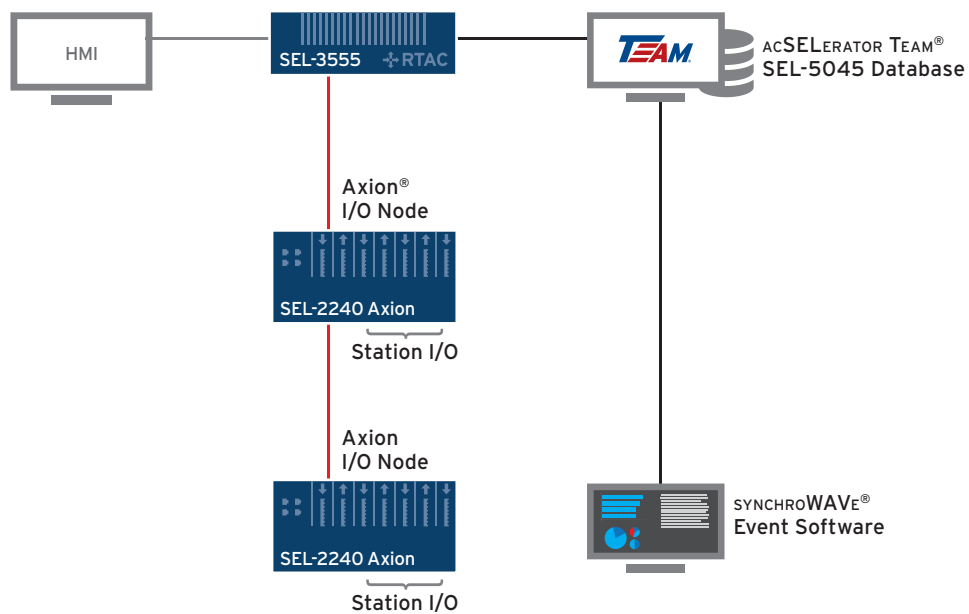 HMI
SEL-3555
RTAC
TEAM®
ACSELERATOR TEAM®
SEL-5045 Database
Axion®
I/O Node
SEL-2240 Axion
Station I/O
Axion
I/O Node
SEL-2240 Axion
Station I/O
SYNCHROWAVE®
Event Software